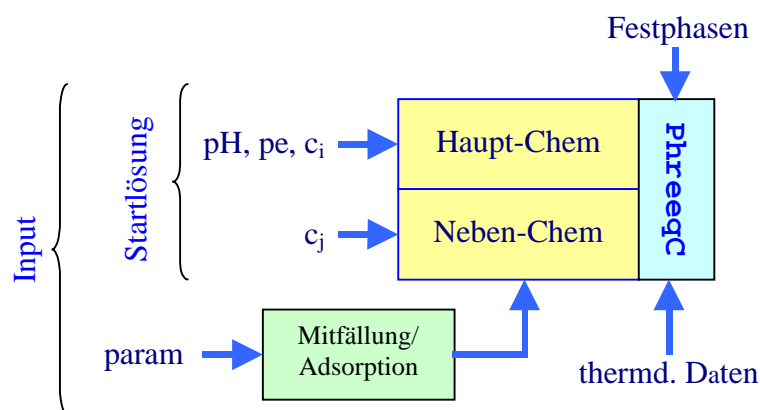 Festphasen
Input
Startlösung
pH, pe, cᵢ
Haupt-Chem
PhreeqC
cⱼ
Neben-Chem
param
Mitfällung/
Adsorption
thermd. Daten